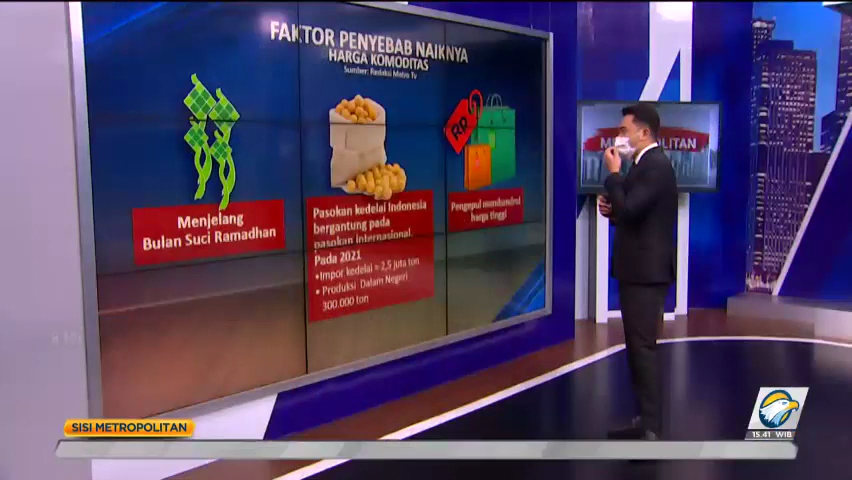 FAKTOR PENYEBAB NAIKNYA
HARGA KOMODITAS
Sumber: Redaksi Metro Tv
Menjelang
Bulan Suci Ramadhan
Pasokan kedelai Indonesia
bergantung pada
pasokan internasional.
Pada 2021
•Impor kedelai = 2,5 juta ton
• Produksi Dalam Negeri
300.000 ton
RP
Pengepul membandrol
harga tinggi
METROPOLITAN
SISI METROPOLITAN
15.41 WIB